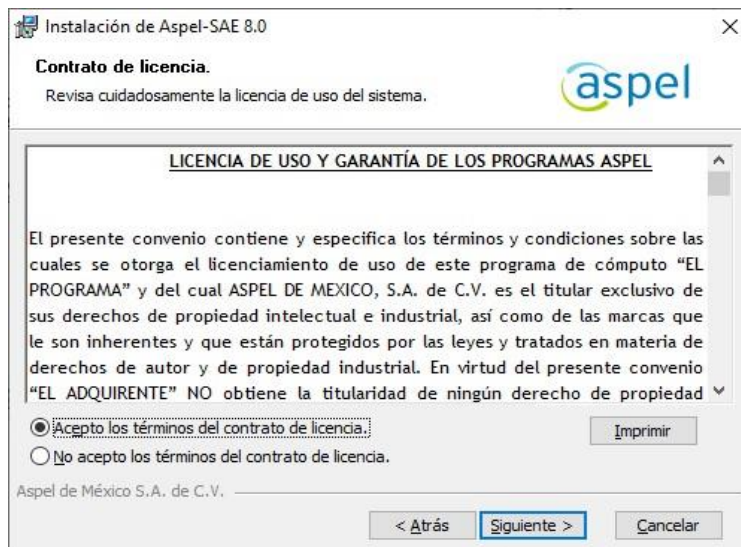 Instalación de Aspel-SAE 8.0
Contrato de licencia.
Revisa cuidadosamente la licencia de uso del sistema.
aspel
LICENCIA DE USO Y GARANTÍA DE LOS PROGRAMAS ASPEL
El presente convenio contiene y especifica los términos y condiciones sobre las
cuales se otorga el licenciamiento de uso de este programa de cómputo “EL
PROGRAMA” y del cual ASPEL DE MEXICO, S.A. de C.V. es el titular exclusivo de
sus derechos de propiedad intelectual e industrial, así como de las marcas que
le son inherentes y que están protegidos por las leyes y tratados en materia de
derechos de autor y de propiedad industrial. En virtud del presente convenio
“EL ADQUIRENTE” NO obtiene la titularidad de ningún derecho de propiedad
Acepto los términos del contrato de licencia.
Imprimir
No acepto los términos del contrato de licencia.
Aspel de México S.A. de C.V.
< Atrás Siguiente > Cancelar